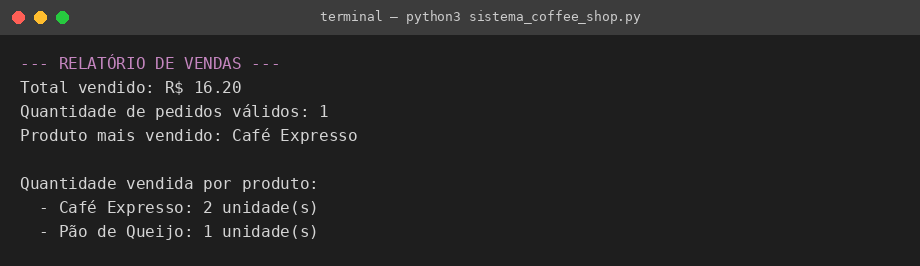 terminal — python3 sistema_coffee_shop.py
--- RELATÓRIO DE VENDAS ---
Total vendido: R$ 16.20
Quantidade de pedidos válidos: 1
Produto mais vendido: Café Expresso
Quantidade vendida por produto:
- Café Expresso: 2 unidade(s)
- Pão de Queijo: 1 unidade(s)